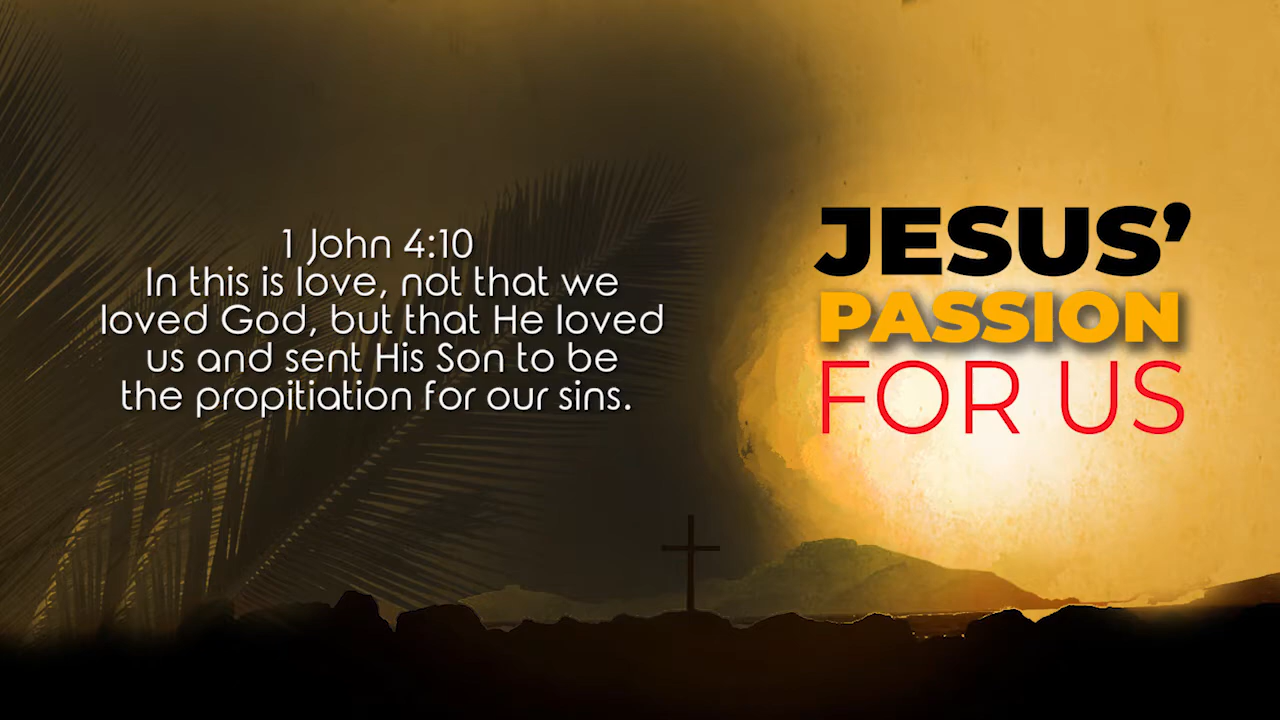 1 John 4:10
In this is love, not that we
loved God, but that He loved
us and sent His Son to be
the propitiation for our sins.
JESUS’
PASSION
FOR US